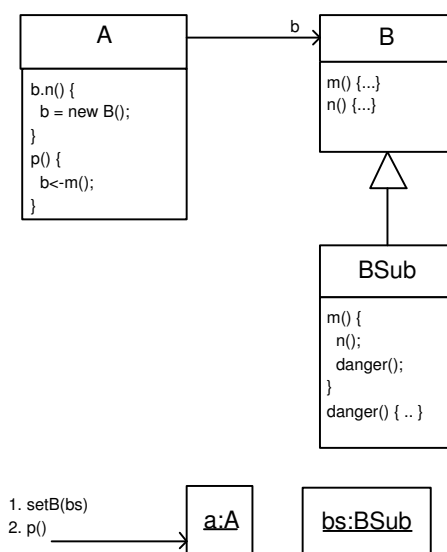 A
b.n() {
b = new B();
}
p() {
b<-m();
}
b
B
m() {...}
n() {...}
BSub
m() {
n();
danger();
}
danger() { .. }
1. setB(bs)
2. p()
a:A
bs:BSub